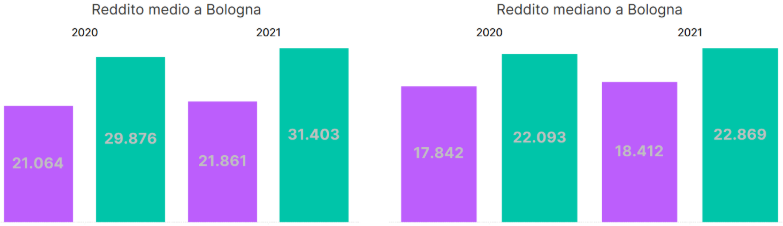 Reddito medio a Bologna
2020 2021
21.064 29.876 21.861 31.403
Reddito mediano a Bologna
2020 2021
17.842 22.093 18.412 22.869